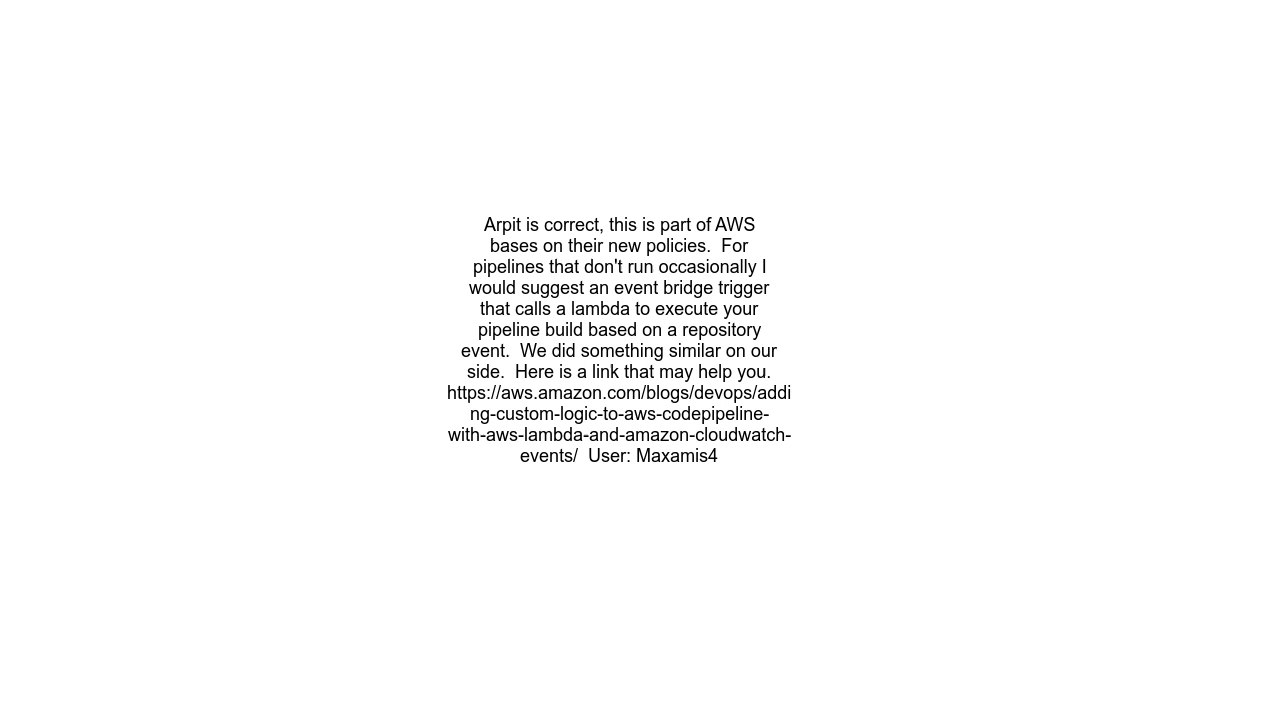 Arpit is correct, this is part of AWS
bases on their new policies.  For
pipelines that don't run occasionally I
would suggest an event bridge trigger
that calls a lambda to execute your
pipeline build based on a repository
event.  We did something similar on our
side.  Here is a link that may help you.
https://aws.amazon.com/blogs/devops/addi
ng-custom-logic-to-aws-codepipeline-
with-aws-lambda-and-amazon-cloudwatch-
events/  User: Maxamis4